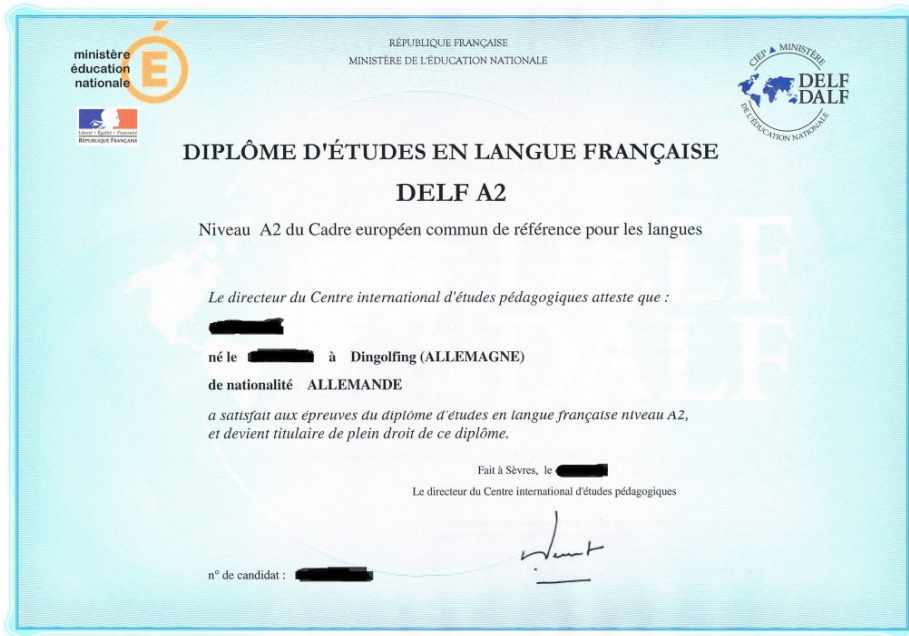 ministère
éducation
nationale
É
Liberté • Égalité • Fraternité
RÉPUBLIQUE FRANÇAISE
RÉPUBLIQUE FRANÇAISE
MINISTÈRE DE L'ÉDUCATION NATIONALE
CIEP MINISTÈRE
DELF
DALF
DE L'ÉDUCATION NATIONALE
DIPLÔME D'ÉTUDES EN LANGUE FRANÇAISE
DELF A2
Niveau A2 du Cadre européen commun de référence pour les langues
DELF
DALF
Le directeur du Centre international d'études pédagogiques atteste que :
né le à Dingolfing (ALLEMAGNE)
de nationalité ALLEMANDE
a satisfait aux épreuves du diplôme d'études en langue française niveau A2,
et devient titulaire de plein droit de ce diplôme.
Fait à Sèvres, le
Le directeur du Centre international d'études pédagogiques
n° de candidat :